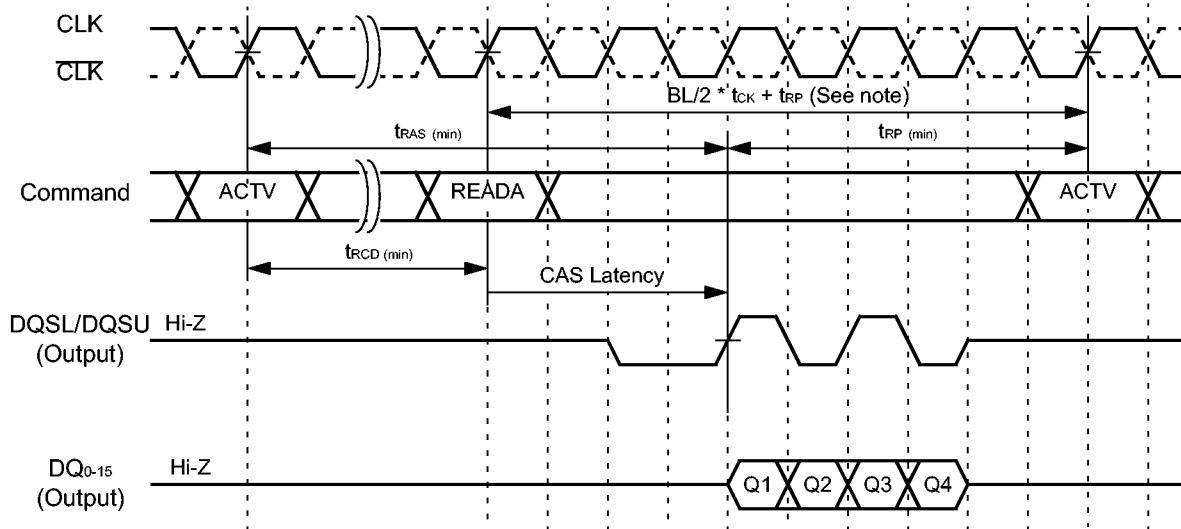 CLK
CLK
BL/2 * tCK + tRP (See note)
tRAS (min)
tRP (min)
Command
ACTV
READA
ACTV
tRCD (min)
CAS Latency
DQSL/DQSU
(Output)
Hi-Z
DQ0-15
(Output)
Hi-Z
Q1
Q2
Q3
Q4